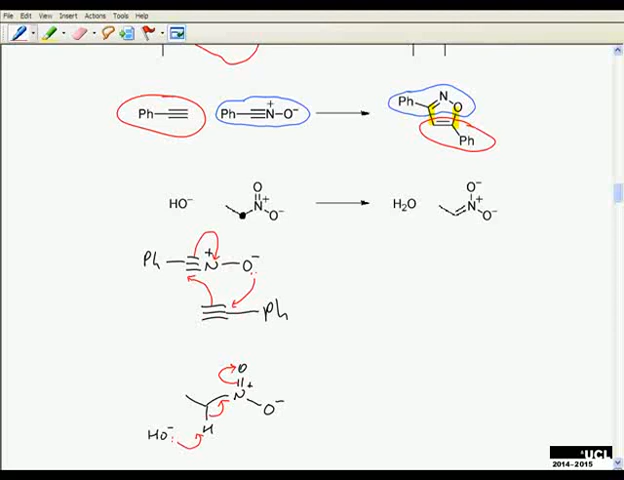 File Edit View Insert Actions Tools Help
Ph Ph N + O − Ph N O Ph
HO− O N + O− H2O O− N + O−
Ph N + O −
Ph
O
N +
O −
H
HO −
UCL
2014–2015